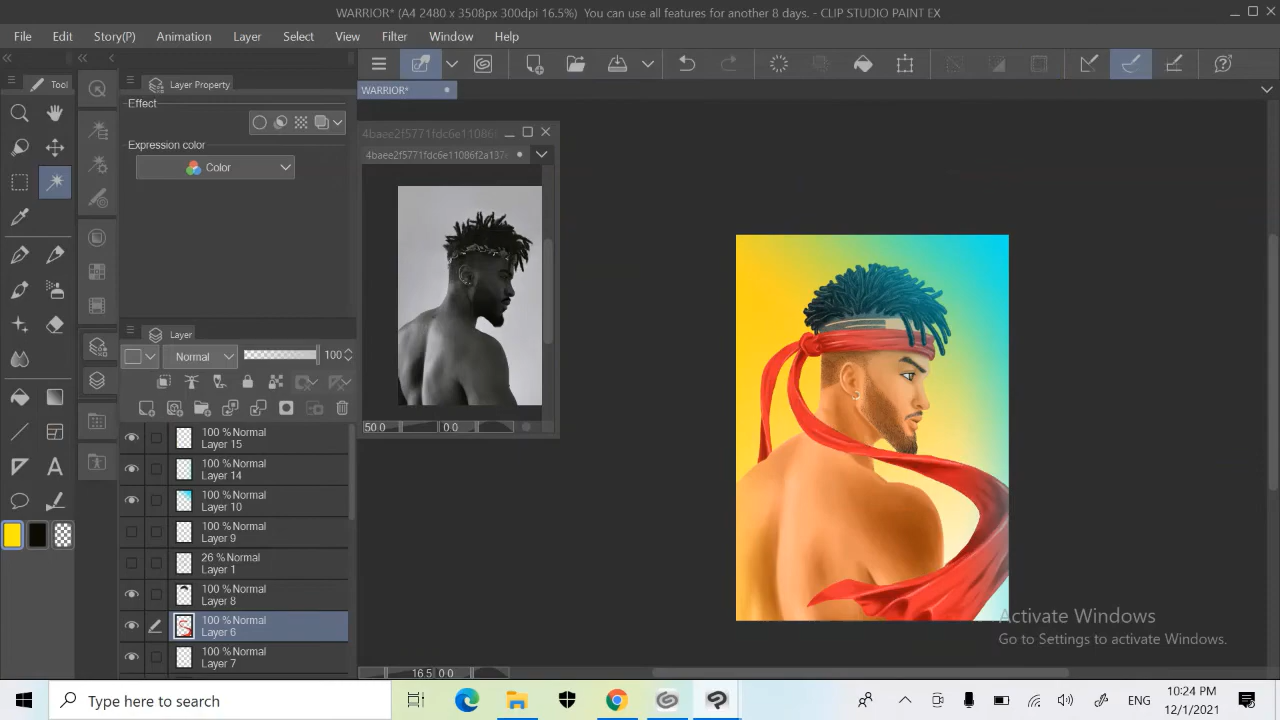 WARRIOR* (A4 2480 x 3508px 300dpi 16.5%) You can use all features for another 8 days. - CLIP STUDIO PAINT EX
File Edit Story(P) Animation Layer Select View Filter Window Help
Tool
Layer Property
WARRIOR*
Effect
Expression color
Color
4baee2f5771fdc6e11086f
4baee2f5771fdc6e11086f2a137
50.0 0.0
Layer
Normal 100
100 %Normal
Layer 15
100 %Normal
Layer 14
100 %Normal
Layer 10
100 %Normal
Layer 9
26 %Normal
Layer 1
100 %Normal
Layer 8
100 %Normal
Layer 6
100 %Normal
Layer 7
16.5 0.0
Activate Windows
Go to Settings to activate Windows.
Type here to search
ENG
10:24 PM
12/1/2021